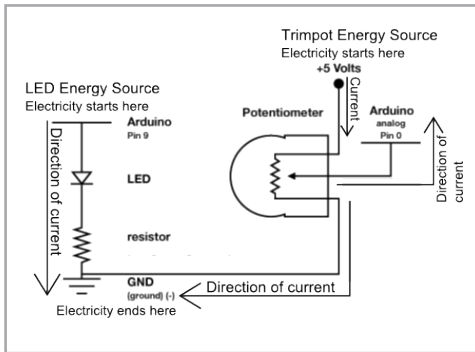 Trimpot Energy Source
Electricity starts here
+5 Volts
LED Energy Source
Electricity starts here
Current
Potentiometer
Arduino
analog
Pin 0
Arduino
Pin 9
Direction of current
LED
Direction of
current
resistor
GND
(ground) (-)
Direction of current
Electricity ends here